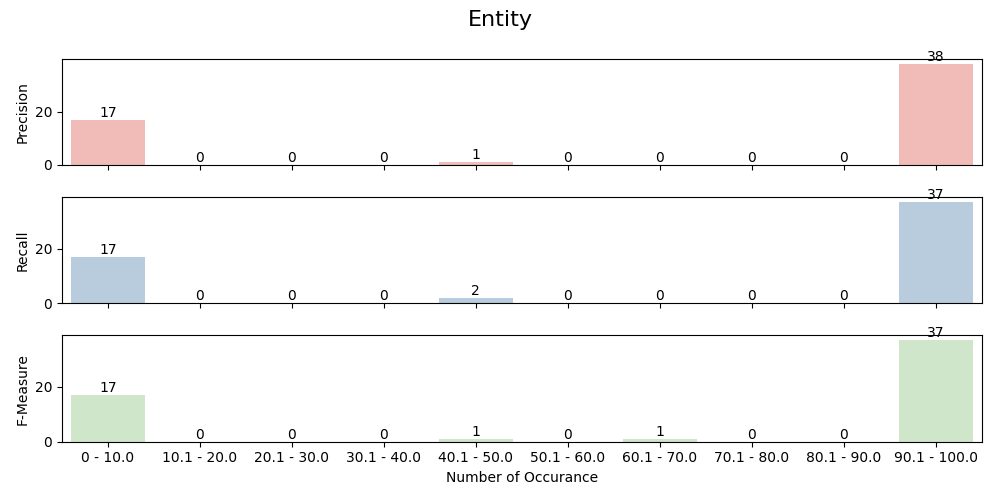 Entity
Precision
20
0
17 0 0 0 1 0 0 0 0 38
Recall
20
0
17 0 0 0 2 0 0 0 0 37
F-Measure
20
0
17 0 0 0 1 0 1 0 0 37
0 - 10.0 10.1 - 20.0 20.1 - 30.0 30.1 - 40.0 40.1 - 50.0 50.1 - 60.0 60.1 - 70.0 70.1 - 80.0 80.1 - 90.0 90.1 - 100.0
Number of Occurance